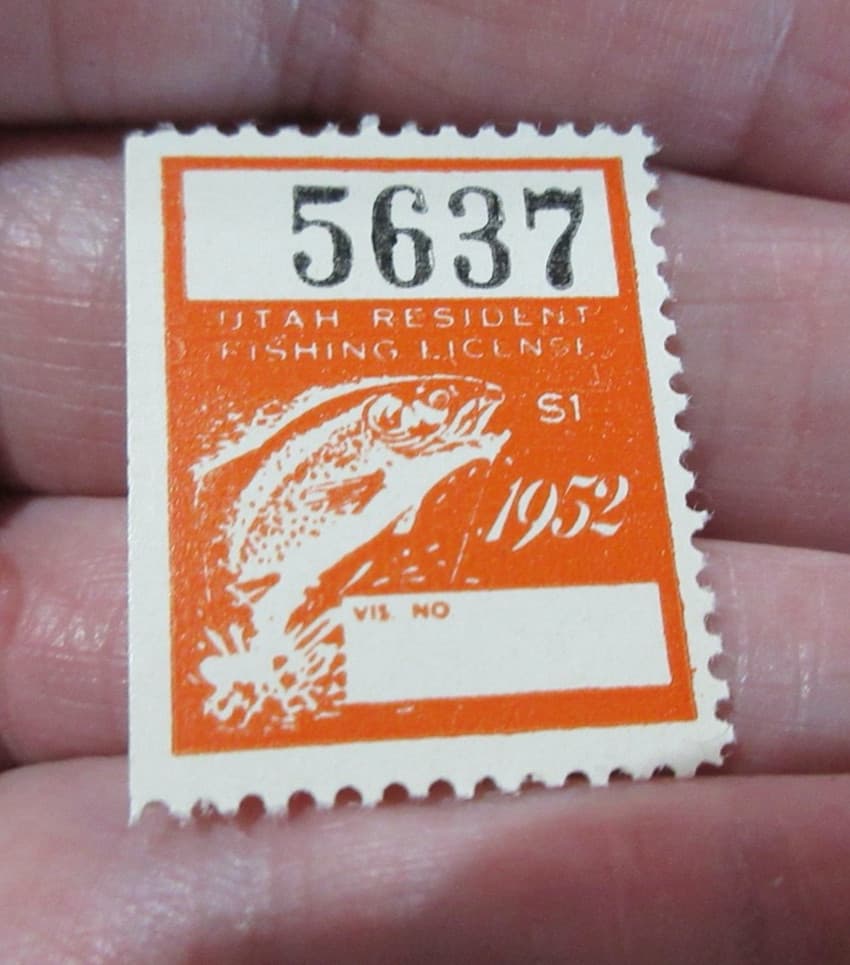 5637
UTAH RESIDENT
FISHING LICENSE
$1
1952
VIS. NO